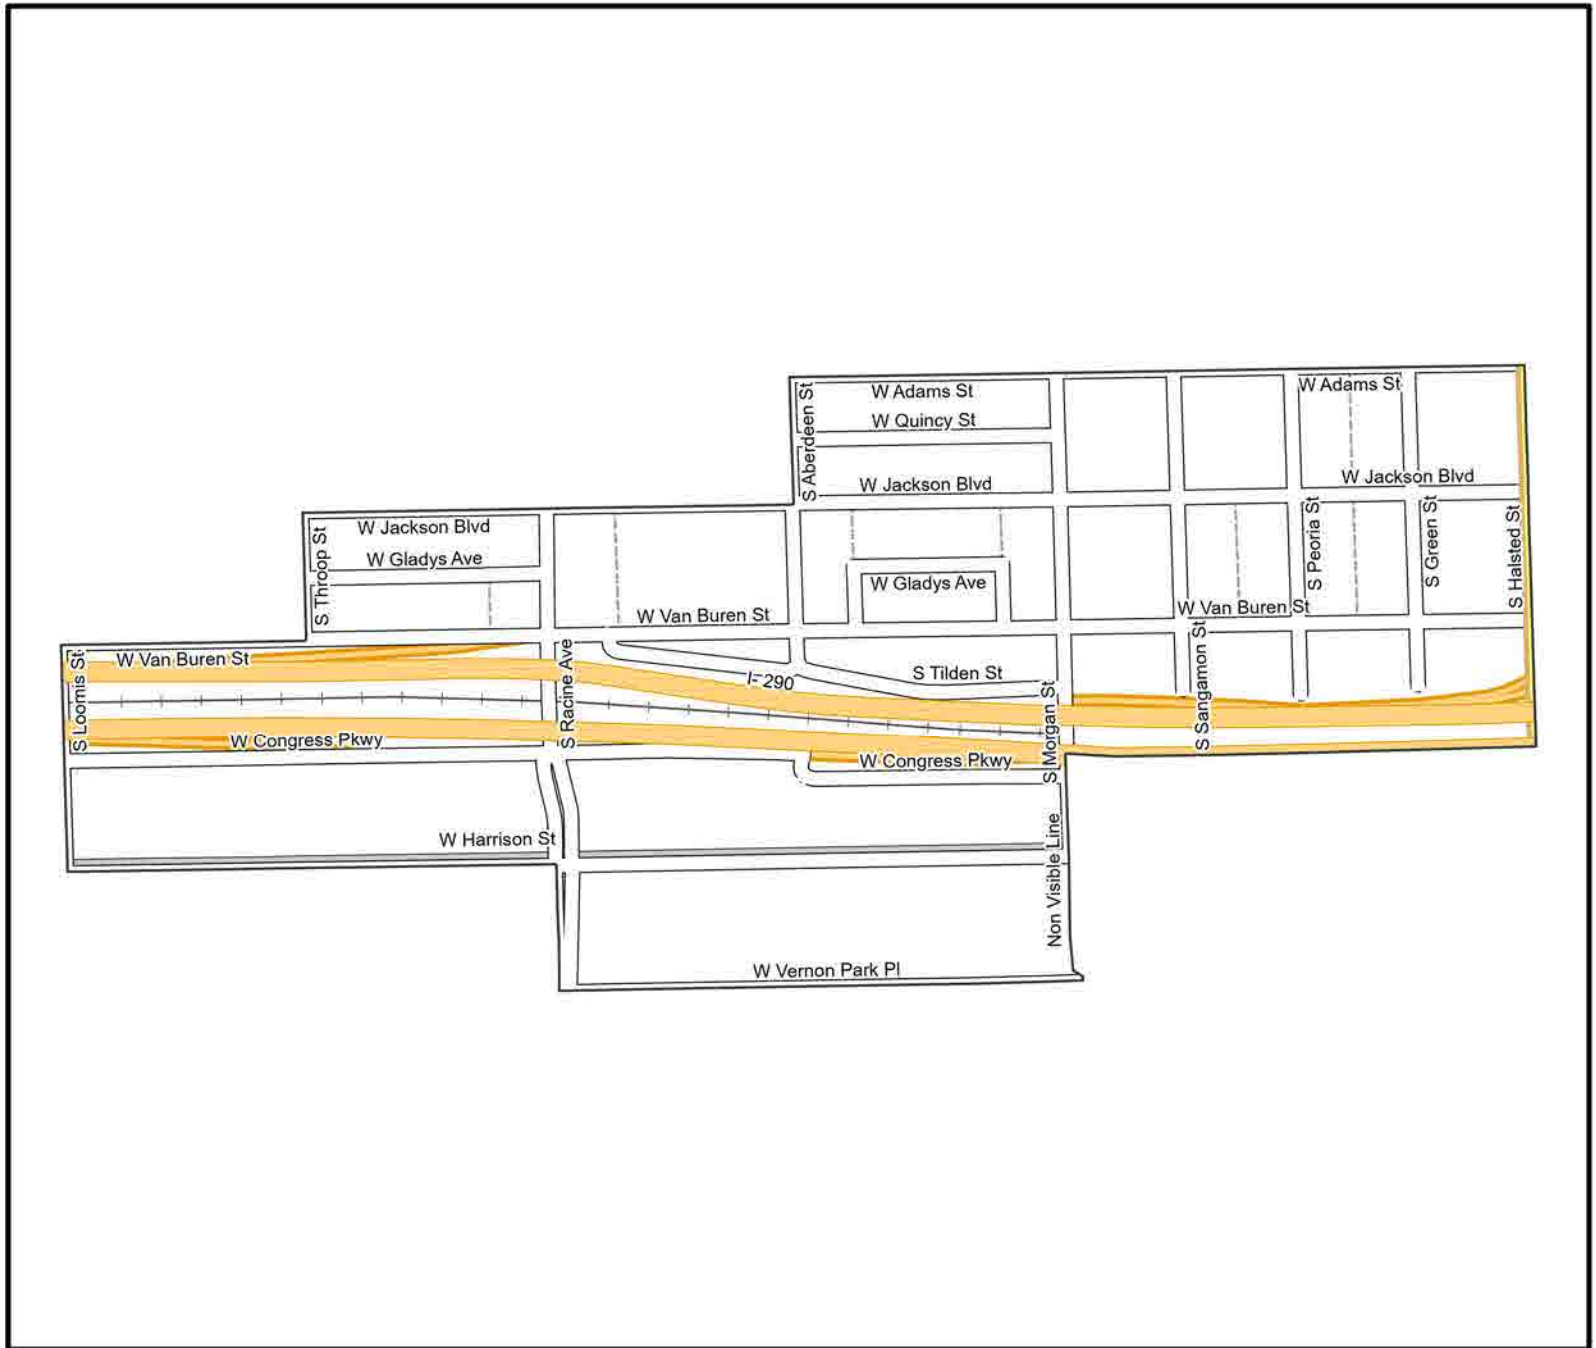 W Adams St
W Adams St
W Quincy St
S Aberdeen St
W Jackson Blvd
W Jackson Blvd
W Jackson Blvd
W Gladys Ave
S Throop St
W Gladys Ave
S Peoria St
S Green St
S Halsted St
W Van Buren St
W Van Buren St
W Van Buren St
S Loomis St
S Racine Ave
I-290
S Tilden St
S Morgan St
S Sangamon St
W Congress Pkwy
W Congress Pkwy
W Harrison St
Non Visible Line
W Vernon Park Pl